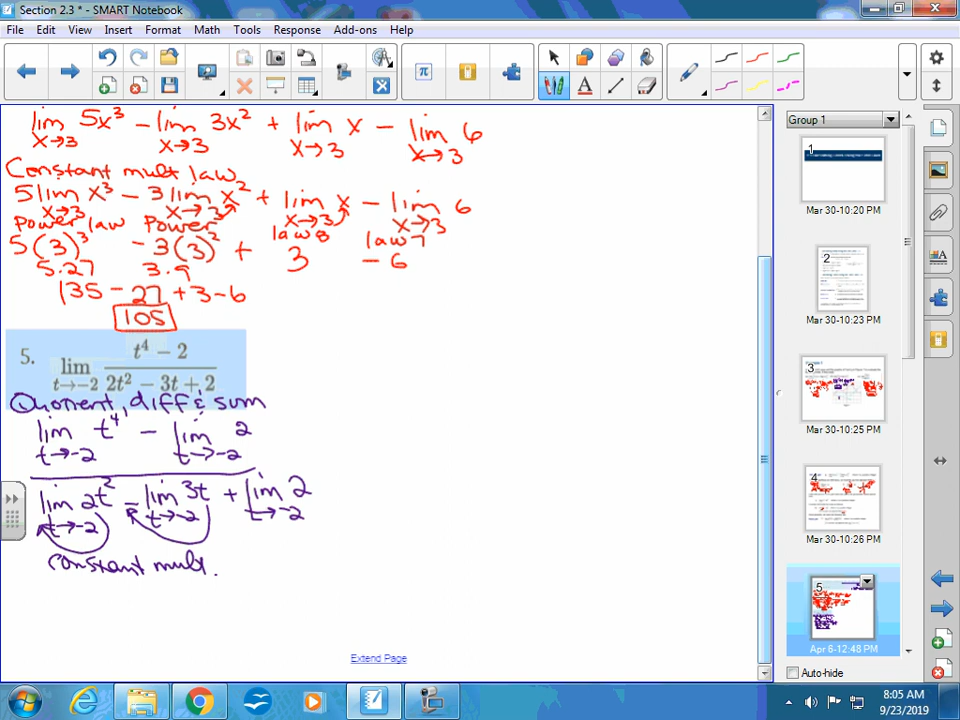 Section 2.3 * - SMART Notebook
File Edit View Insert Format Math Tools Response Add-ons Help
Group 1
lim x→3 5x³ − lim x→3 3x² + lim x→3 x − lim x→3 6
Constant mult law
5 lim x→3 x³ − 3 lim x→3 x² + lim x→3 x − lim x→3 6
Power law Power law 8 law 7
5(3)³ − 3(3)² + 3 − 6
5·27 3·9
135 − 27 + 3 − 6
105
5. lim t→−2 (t⁴ − 2)/(2t² − 3t + 2)
Quotient, diff & sum
lim t→−2 t⁴ − lim t→−2 2
lim t→−2 2t² − lim t→−2 3t + lim t→−2 2
constant mult.
Extend Page
1
Mar 30-10:20 PM
2
Mar 30-10:23 PM
3
Mar 30-10:25 PM
4
Mar 30-10:26 PM
5
Apr 6-12:48 PM
Auto-hide
8:05 AM
9/23/2019